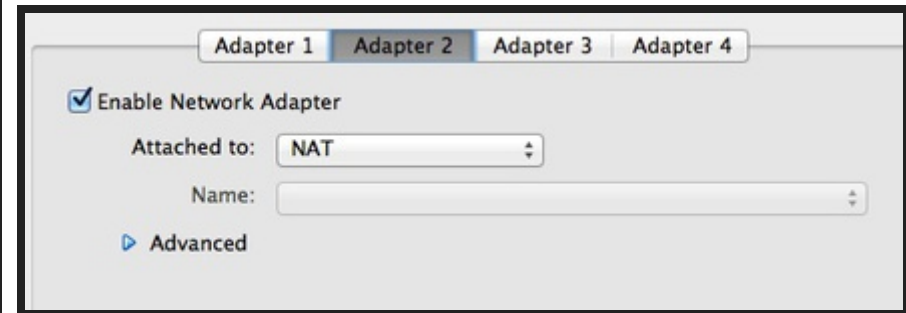 Adapter 1 Adapter 2 Adapter 3 Adapter 4
Enable Network Adapter
Attached to: NAT
Name:
Advanced